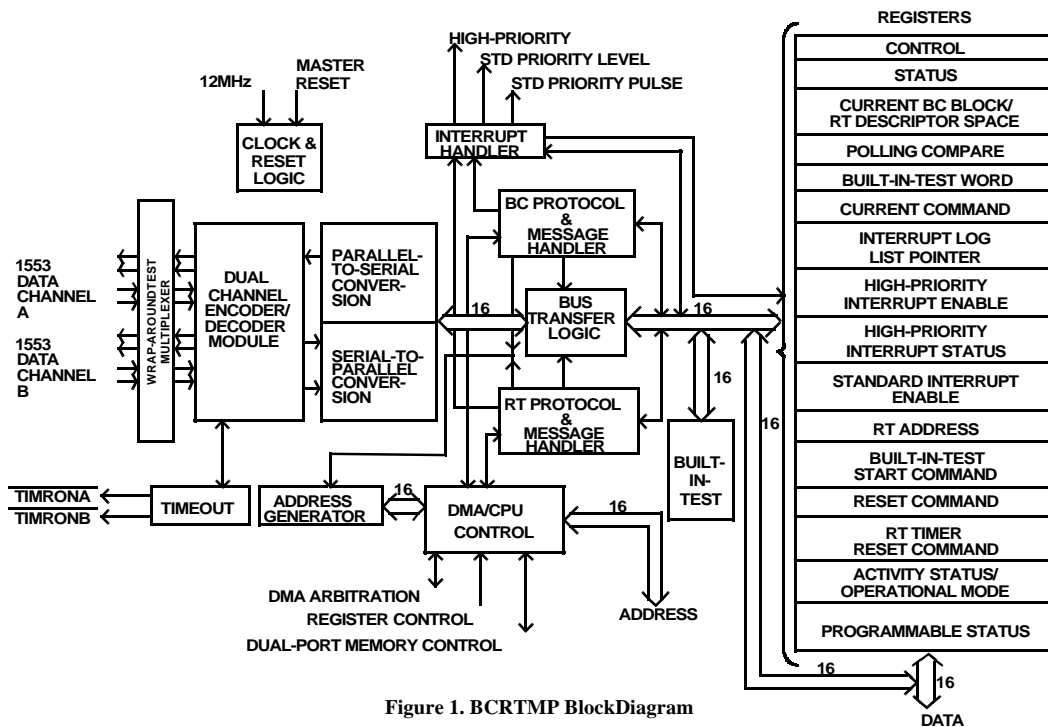 REGISTERS
HIGH-PRIORITY
STD PRIORITY LEVEL
STD PRIORITY PULSE
12MHz
MASTER
RESET
CLOCK &
RESET
LOGIC
INTERRUPT
HANDLER
BC PROTOCOL
&
MESSAGE
HANDLER
1553
DATA
CHANNEL
A
1553
DATA
CHANNEL
B
WRAP-AROUNDTEST
MULTIPLEXER
DUAL
CHANNEL
ENCODER/
DECODER
MODULE
PARALLEL-
TO-SERIAL
CONVER-
SION
SERIAL-TO-
PARALLEL
CONVER-
SION
16
BUS
TRANSFER
LOGIC
16
RT PROTOCOL
&
MESSAGE
HANDLER
16
BUILT-
IN-
TEST
16
TIMRONA
TIMRONB
TIMEOUT
ADDRESS
GENERATOR
16
DMA/CPU
CONTROL
16
DMA ARBITRATION
REGISTER CONTROL
DUAL-PORT MEMORY CONTROL
ADDRESS
CONTROL
STATUS
CURRENT BC BLOCK/
RT DESCRIPTOR SPACE
POLLING COMPARE
BUILT-IN-TEST WORD
CURRENT COMMAND
INTERRUPT LOG
LIST POINTER
HIGH-PRIORITY
INTERRUPT ENABLE
HIGH-PRIORITY
INTERRUPT STATUS
STANDARD INTERRUPT
ENABLE
RT ADDRESS
BUILT-IN-TEST
START COMMAND
RESET COMMAND
RT TIMER
RESET COMMAND
ACTIVITY STATUS/
OPERATIONAL MODE
PROGRAMMABLE STATUS
16
16
DATA
Figure 1. BCRTMP BlockDiagram